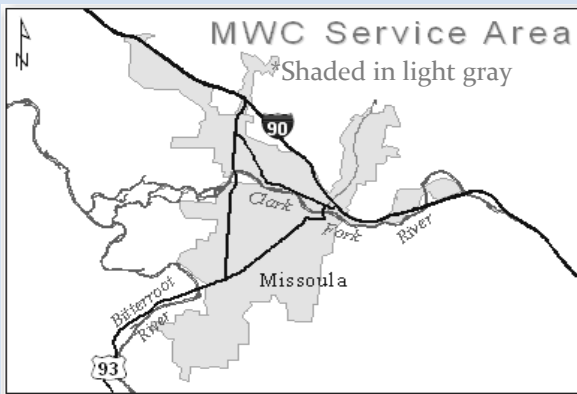 MWC Service Area
*Shaded in light gray
N
90
Clark
Fork
River
Missoula
Bitterroot
River
93